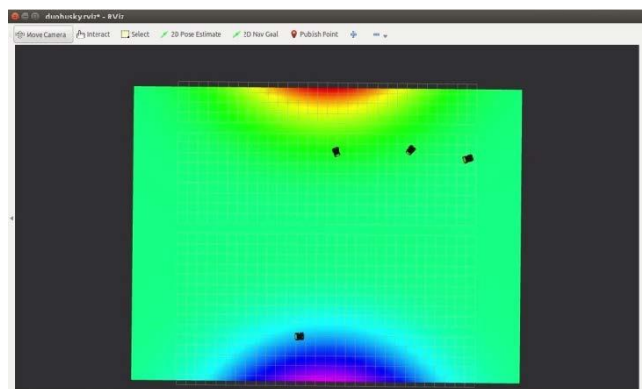 duohusky.rviz* - RViz
Move Camera Interact Select 2D Pose Estimate 2D Nav Goal Publish Point